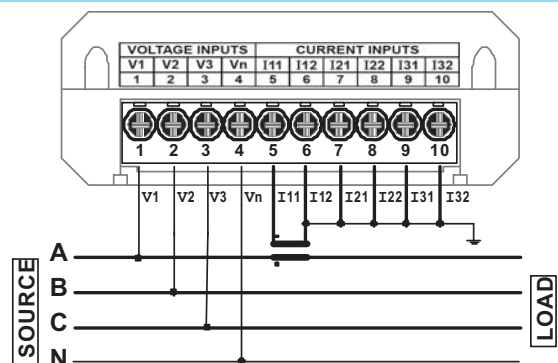 VOLTAGE INPUTS CURRENT INPUTS
V1 V2 V3 Vn I11 I12 I21 I22 I31 I32
1 2 3 4 5 6 7 8 9 10
1 2 3 4 5 6 7 8 9 10
V1 V2 V3 Vn I11 I12 I21 I22 I31 I32
A
B
C
N
SOURCE
LOAD